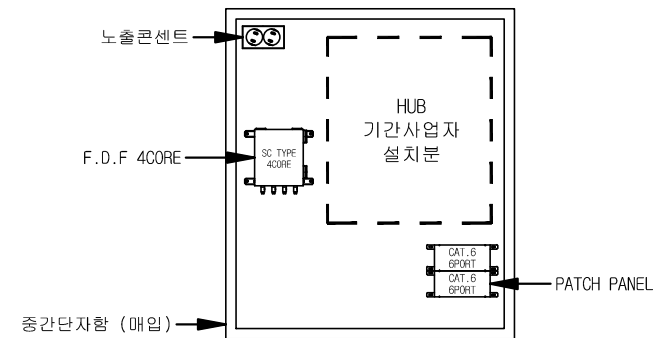 노출콘센트
HUB
기간사업자
설치분
F.D.F 4CORE
SC TYPE
4CORE
CAT.6
6PORT
CAT.6
6PORT
PATCH PANEL
중간단자함 (매입)